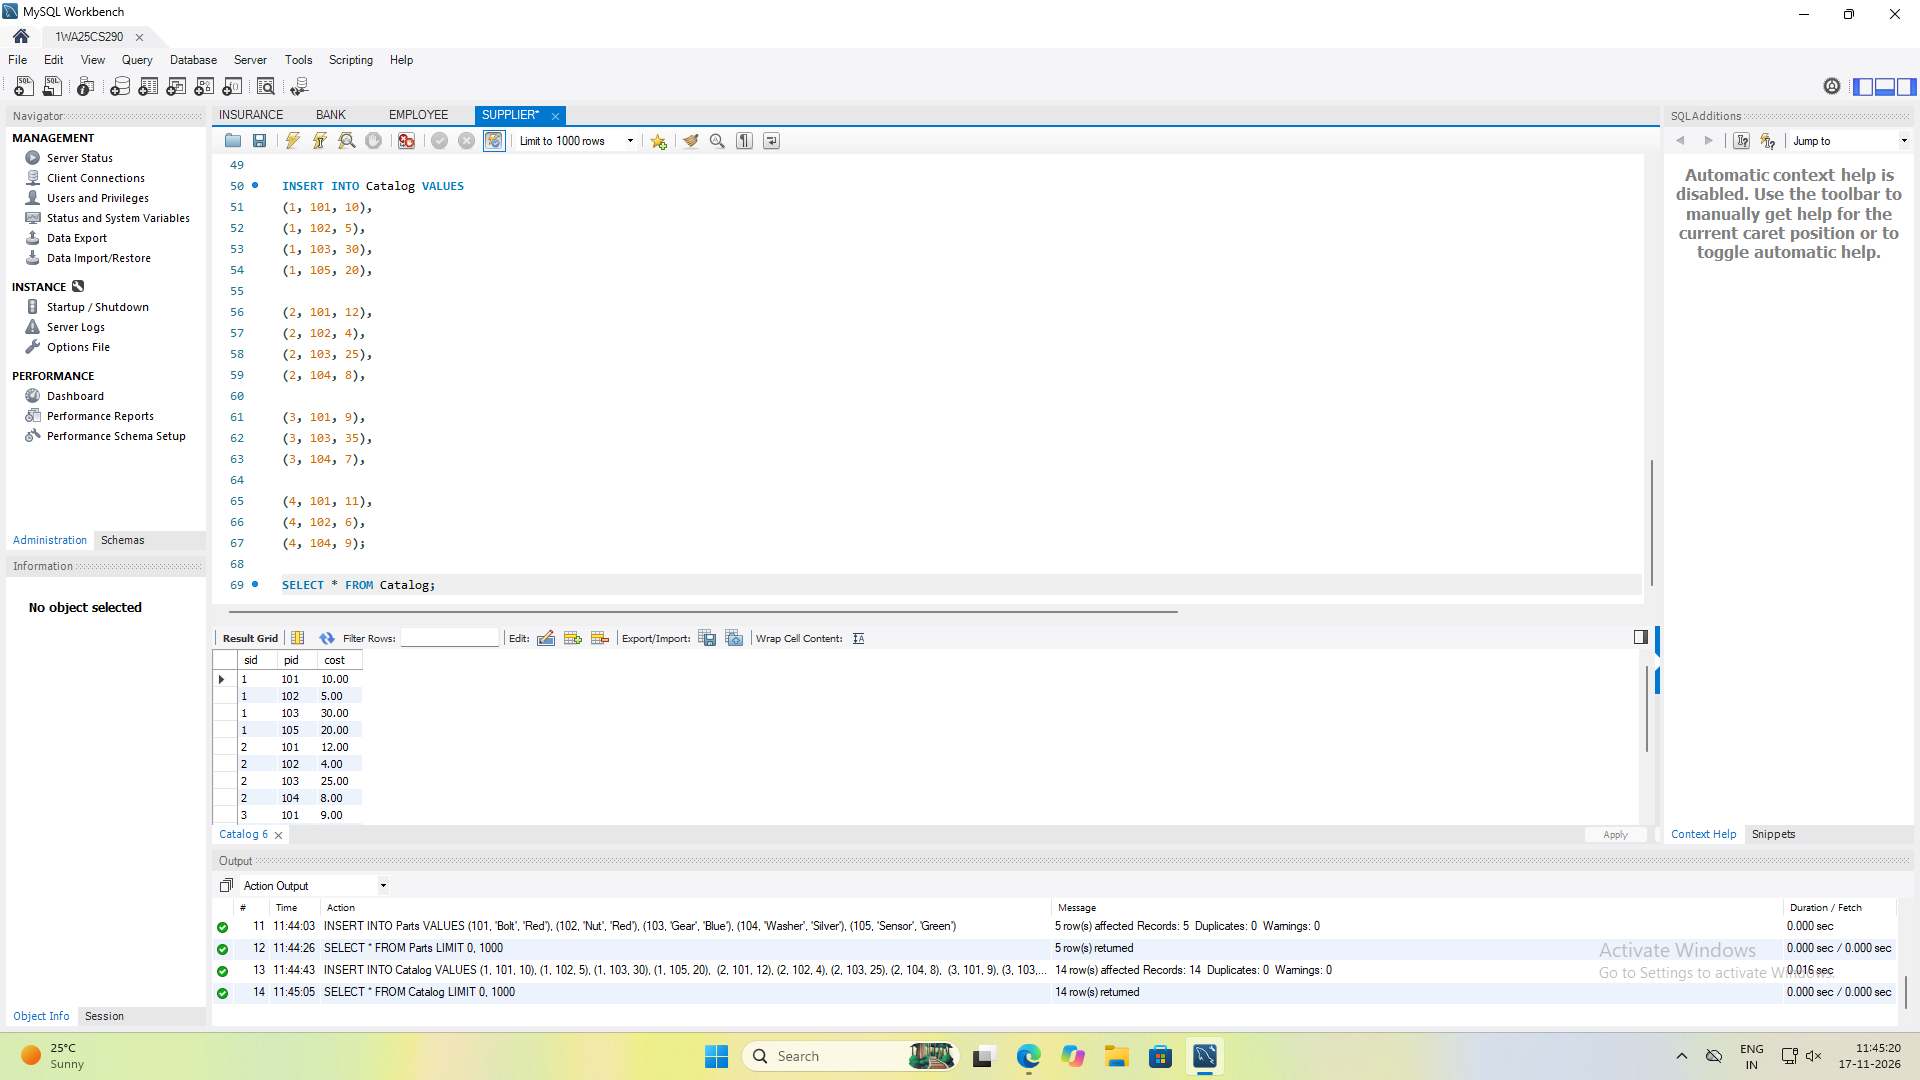 MySQL Workbench
1WA25CS290
File Edit View Query Database Server Tools Scripting Help
Navigator
MANAGEMENT
Server Status
Client Connections
Users and Privileges
Status and System Variables
Data Export
Data Import/Restore
INSTANCE
Startup / Shutdown
Server Logs
Options File
PERFORMANCE
Dashboard
Performance Reports
Performance Schema Setup
Administration Schemas
Information
No object selected
Object Info Session
INSURANCE BANK EMPLOYEE SUPPLIER*
Limit to 1000 rows
49
50 INSERT INTO Catalog VALUES
51 (1, 101, 10),
52 (1, 102, 5),
53 (1, 103, 30),
54 (1, 105, 20),
55
56 (2, 101, 12),
57 (2, 102, 4),
58 (2, 103, 25),
59 (2, 104, 8),
60
61 (3, 101, 9),
62 (3, 103, 35),
63 (3, 104, 7),
64
65 (4, 101, 11),
66 (4, 102, 6),
67 (4, 104, 9);
68
69 SELECT * FROM Catalog;
Result Grid Filter Rows: Edit: Export/Import: Wrap Cell Content:
sid pid cost
1 101 10.00
1 102 5.00
1 103 30.00
1 105 20.00
2 101 12.00
2 102 4.00
2 103 25.00
2 104 8.00
3 101 9.00
Catalog 6
Apply
SQLAdditions
Jump to
Automatic context help is
disabled. Use the toolbar to
manually get help for the
current caret position or to
toggle automatic help.
Context Help Snippets
Output
Action Output
# Time Action Message Duration / Fetch
11 11:44:03 INSERT INTO Parts VALUES (101, 'Bolt', 'Red'), (102, 'Nut', 'Red'), (103, 'Gear', 'Blue'), (104, 'Washer', 'Silver'), (105, 'Sensor', 'Green') 5 row(s) affected Records: 5 Duplicates: 0 Warnings: 0 0.000 sec
12 11:44:26 SELECT * FROM Parts LIMIT 0, 1000 5 row(s) returned 0.000 sec / 0.000 sec
13 11:44:43 INSERT INTO Catalog VALUES (1, 101, 10), (1, 102, 5), (1, 103, 30), (1, 105, 20), (2, 101, 12), (2, 102, 4), (2, 103, 25), (2, 104, 8), (3, 101, 9), (3, 103,... 14 row(s) affected Records: 14 Duplicates: 0 Warnings: 0 0.016 sec
14 11:45:05 SELECT * FROM Catalog LIMIT 0, 1000 14 row(s) returned 0.000 sec / 0.000 sec
Activate Windows
Go to Settings to activate Windows.
25°C
Sunny
Search
ENG
IN
11:45:20
17-11-2026